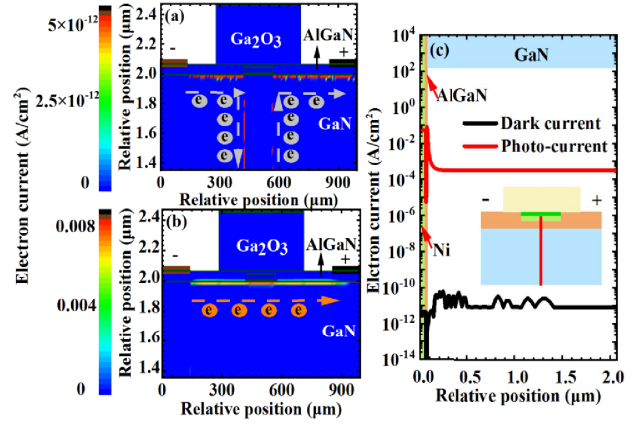 Electron current (A/cm²)
5×10⁻¹²
2.5×10⁻¹²
0
0.008
0.004
0
(a)
Relative position (μm)
2.2
2.0
1.8
1.6
1.4
Ga₂O₃
AlGaN
-
+
e e e e
e e e e
e e
GaN
0 300 600 900
Relative position (μm)
(b)
Relative position (μm)
2.4
2.2
2.0
1.8
1.6
1.4
Ga₂O₃
AlGaN
-
+
e e e e
GaN
0 300 600 900
Relative position (μm)
(c)
GaN
AlGaN
Dark current
Photo-current
- +
Ni
Elctron current (A/cm²)
10⁴
10²
10⁰
10⁻²
10⁻⁴
10⁻⁶
10⁻⁸
10⁻¹⁰
10⁻¹²
10⁻¹⁴
0.0 0.5 1.0 1.5 2.0
Relative position (μm)